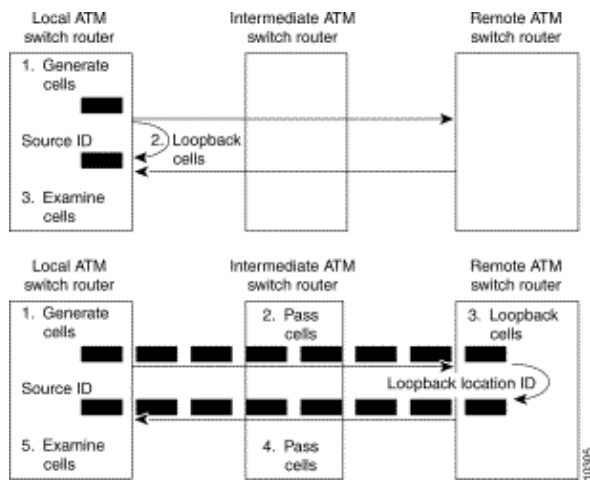 Local ATM
switch router
Intermediate ATM
switch router
Remote ATM
switch router
1. Generate
cells
Source ID
2. Loopback
cells
3. Examine
cells
Local ATM
switch router
Intermediate ATM
switch router
Remote ATM
switch router
1. Generate
cells
2. Pass
cells
3. Loopback
cells
Loopback location ID
Source ID
5. Examine
cells
4. Pass
cells
10305